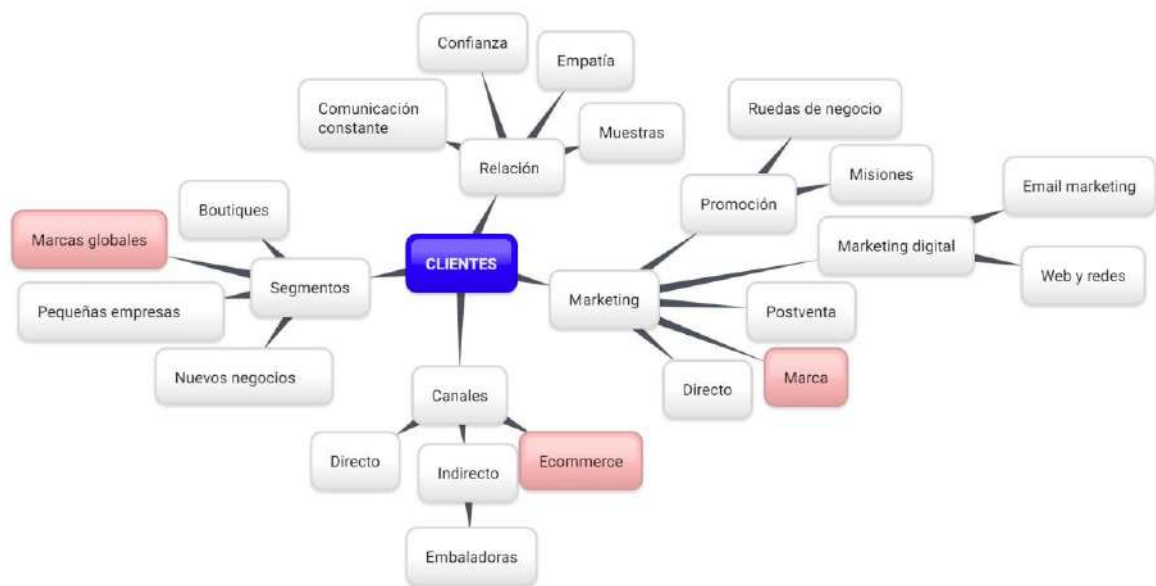 Confianza
Empatía
Comunicación
constante
Muestras
Relación
Ruedas de negocio
Misiones
Promoción
Email marketing
Marketing digital
Web y redes
Boutiques
Marcas globales
CLIENTES
Segmentos
Marketing
Pequeñas empresas
Postventa
Nuevos negocios
Directo
Marca
Canales
Directo
Indirecto
Ecommerce
Embaladoras